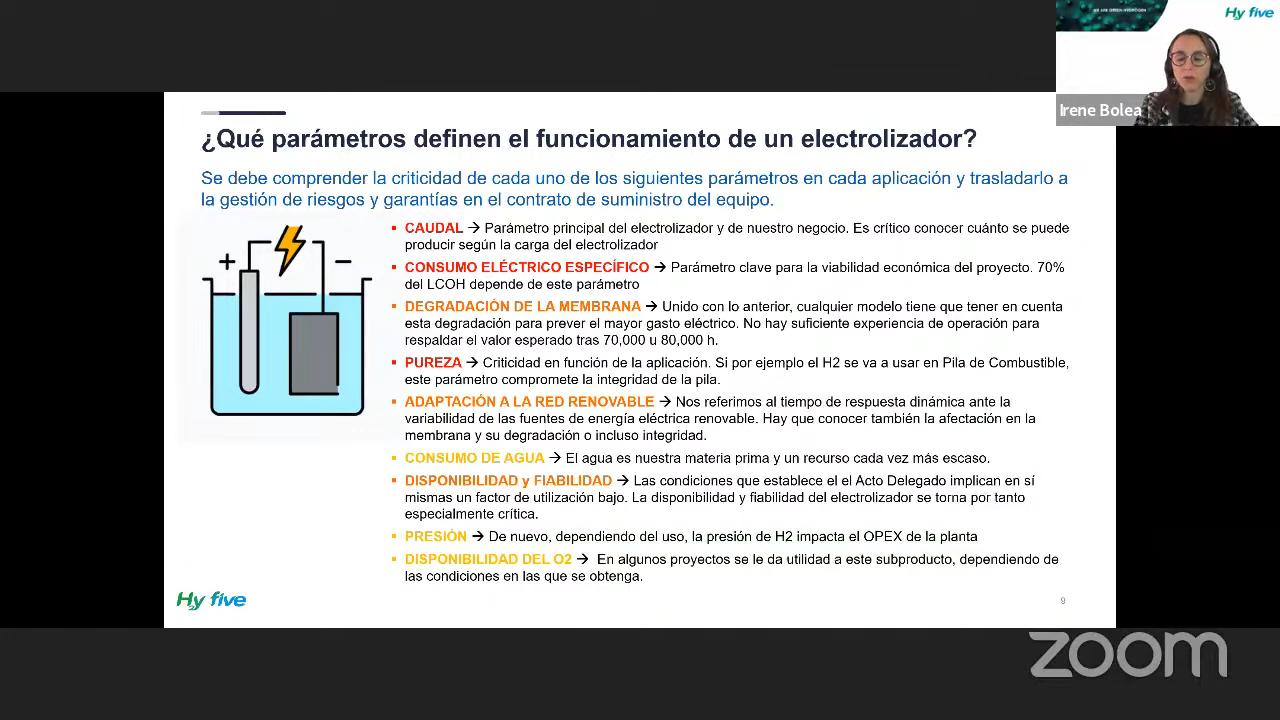 WE ARE GREEN HYDROGEN
Hy five
Irene Bolea
¿Qué parámetros definen el funcionamiento de un electrolizador?
Se debe comprender la criticidad de cada uno de los siguientes parámetros en cada aplicación y trasladarlo a
la gestión de riesgos y garantías en el contrato de suministro del equipo.
+ −
▪ CAUDAL → Parámetro principal del electrolizador y de nuestro negocio. Es crítico conocer cuánto se puede
producir según la carga del electrolizador
▪ CONSUMO ELÉCTRICO ESPECÍFICO → Parámetro clave para la viabilidad económica del proyecto. 70%
del LCOH depende de este parámetro
▪ DEGRADACIÓN DE LA MEMBRANA → Unido con lo anterior, cualquier modelo tiene que tener en cuenta
esta degradación para prever el mayor gasto eléctrico. No hay suficiente experiencia de operación para
respaldar el valor esperado tras 70,000 u 80,000 h.
▪ PUREZA → Criticidad en función de la aplicación. Si por ejemplo el H2 se va a usar en Pila de Combustible,
este parámetro compromete la integridad de la pila.
▪ ADAPTACIÓN A LA RED RENOVABLE → Nos referimos al tiempo de respuesta dinámica ante la
variabilidad de las fuentes de energía eléctrica renovable. Hay que conocer también la afectación en la
membrana y su degradación o incluso integridad.
▪ CONSUMO DE AGUA → El agua es nuestra materia prima y un recurso cada vez más escaso.
▪ DISPONIBILIDAD y FIABILIDAD → Las condiciones que establece el el Acto Delegado implican en sí
mismas un factor de utilización bajo. La disponibilidad y fiabilidad del electrolizador se torna por tanto
especialmente crítica.
▪ PRESIÓN → De nuevo, dependiendo del uso, la presión de H2 impacta el OPEX de la planta
▪ DISPONIBILIDAD DEL O2 → En algunos proyectos se le da utilidad a este subproducto, dependiendo de
las condiciones en las que se obtenga.
Hy five
9
zoom